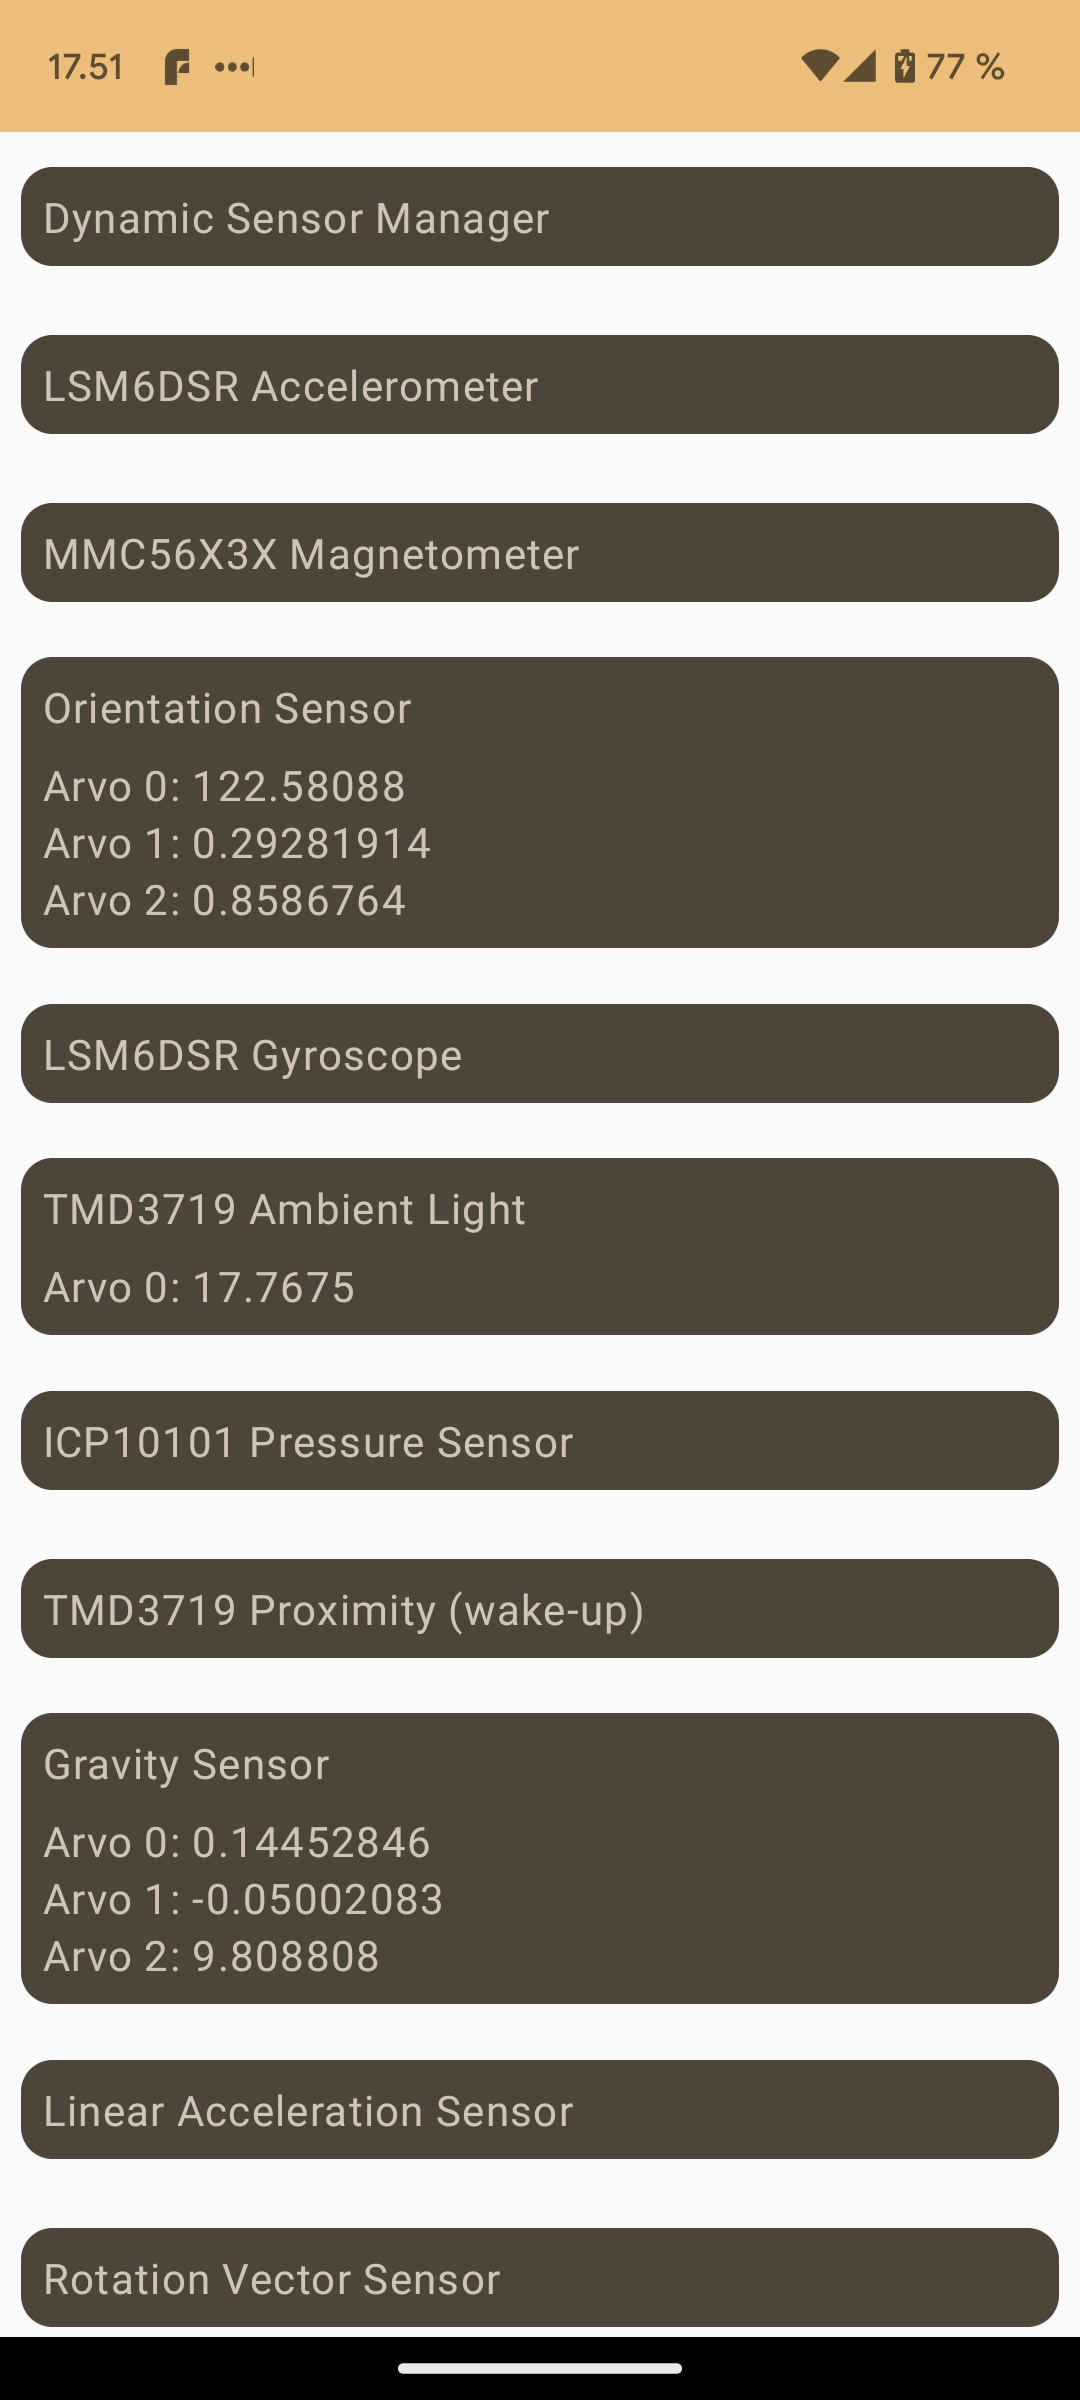 17.51
77 %
Dynamic Sensor Manager
LSM6DSR Accelerometer
MMC56X3X Magnetometer
Orientation Sensor
Arvo 0: 122.58088
Arvo 1: 0.29281914
Arvo 2: 0.8586764
LSM6DSR Gyroscope
TMD3719 Ambient Light
Arvo 0: 17.7675
ICP10101 Pressure Sensor
TMD3719 Proximity (wake-up)
Gravity Sensor
Arvo 0: 0.14452846
Arvo 1: -0.05002083
Arvo 2: 9.808808
Linear Acceleration Sensor
Rotation Vector Sensor